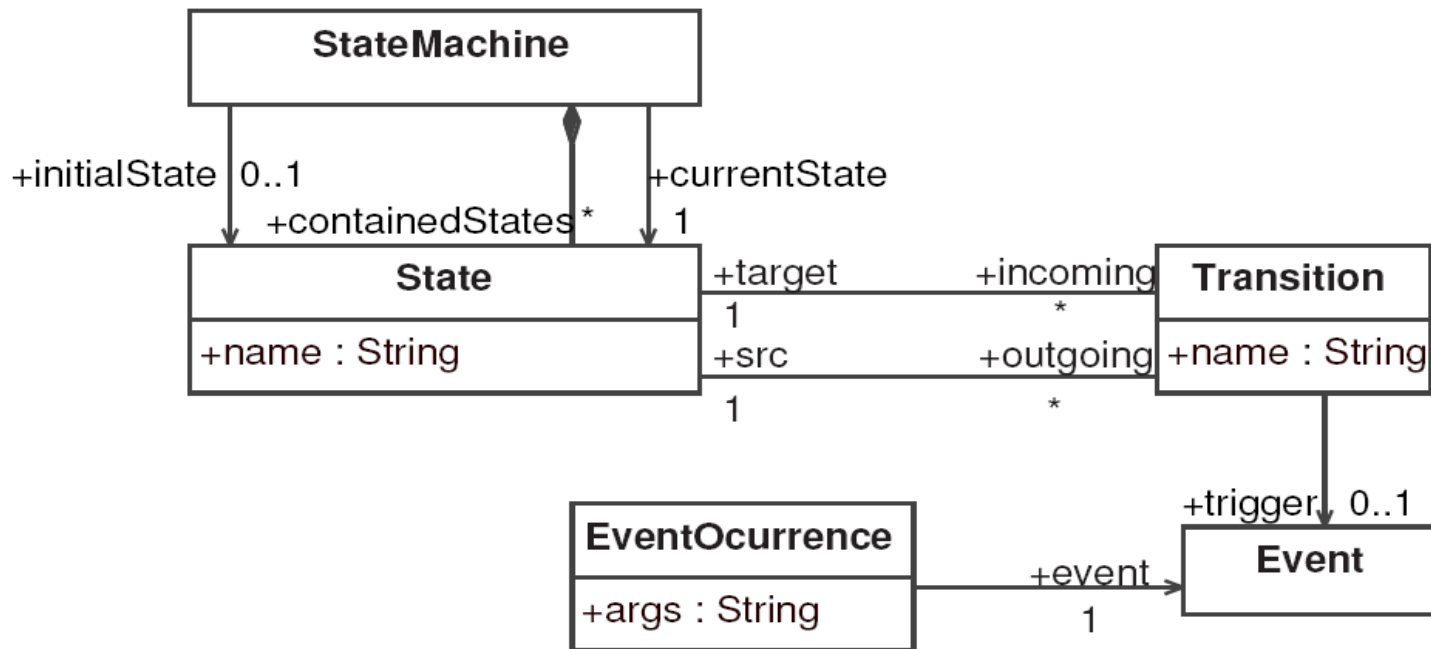 StateMachine
+initialState 0..1
+currentState
+containedStates *
1
State
+name : String
+target
1
+incoming
*
+src
1
+outgoing
*
Transition
+name : String
+trigger 0..1
EventOcurrence
+args : String
+event
1
Event